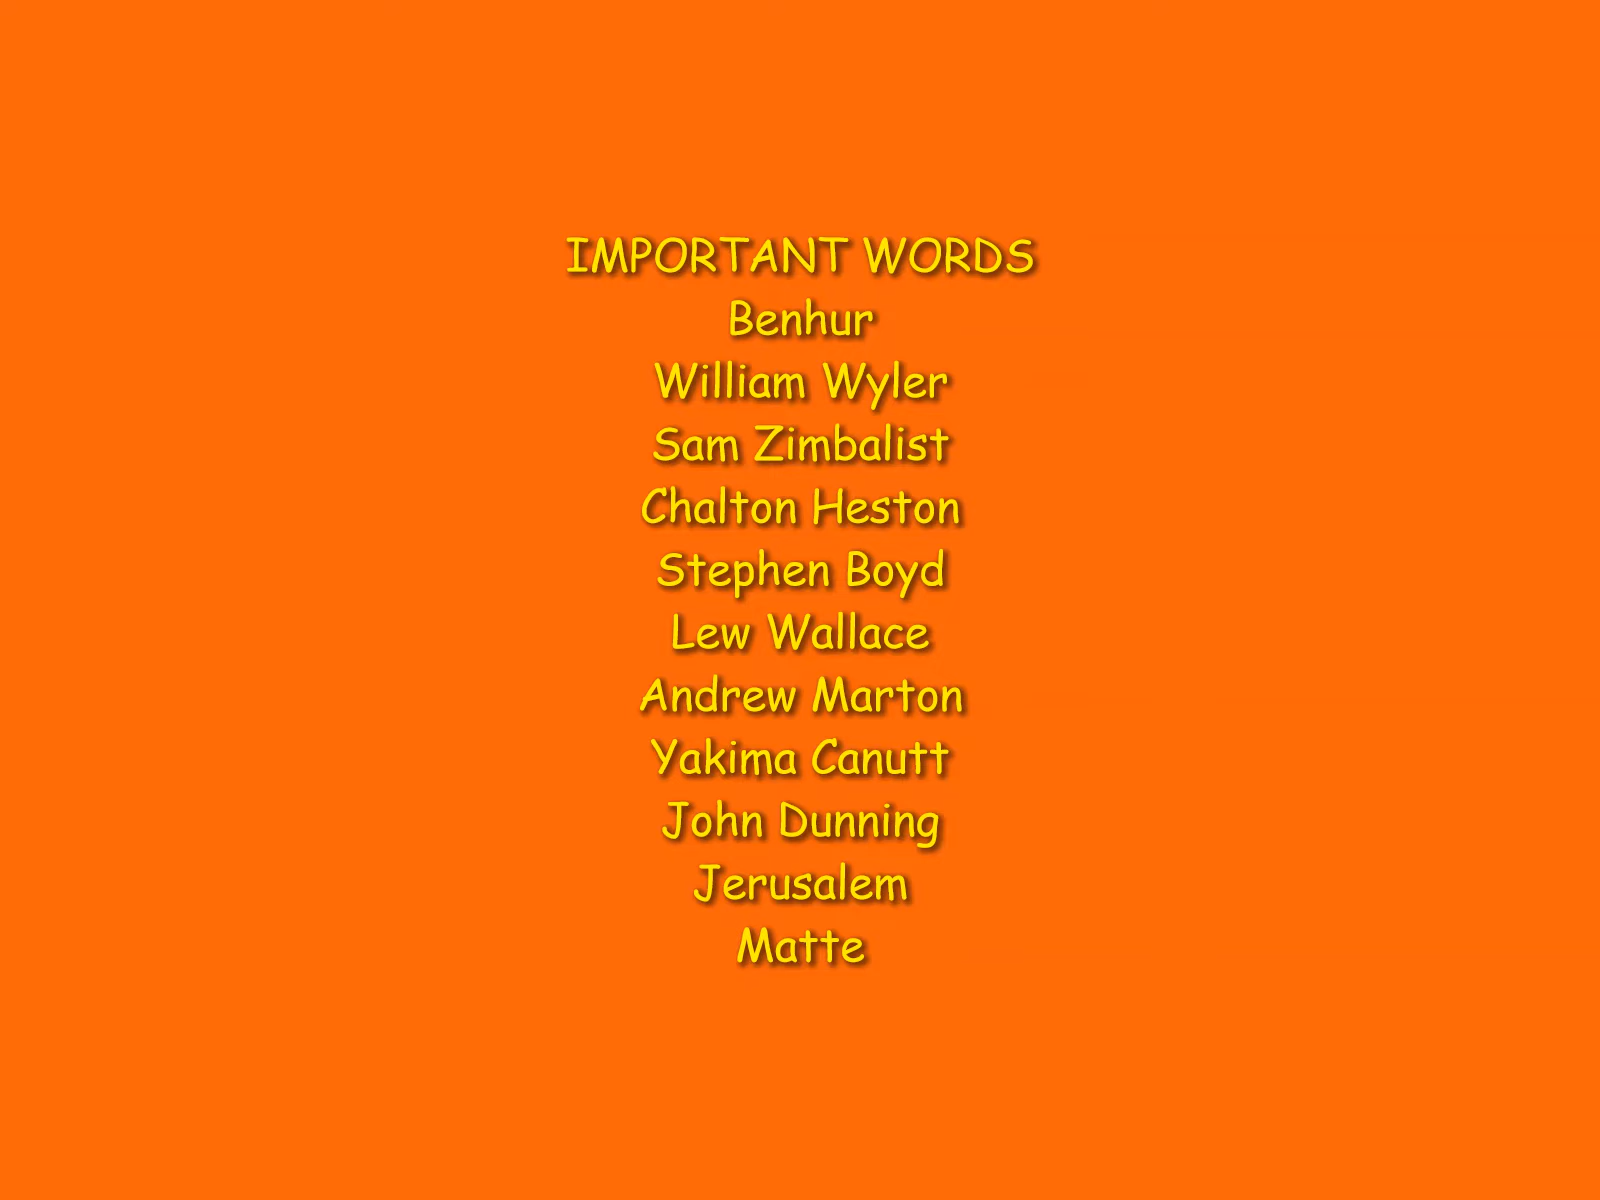 IMPORTANT WORDS
Benhur
William Wyler
Sam Zimbalist
Chalton Heston
Stephen Boyd
Lew Wallace
Andrew Marton
Yakima Canutt
John Dunning
Jerusalem
Matte